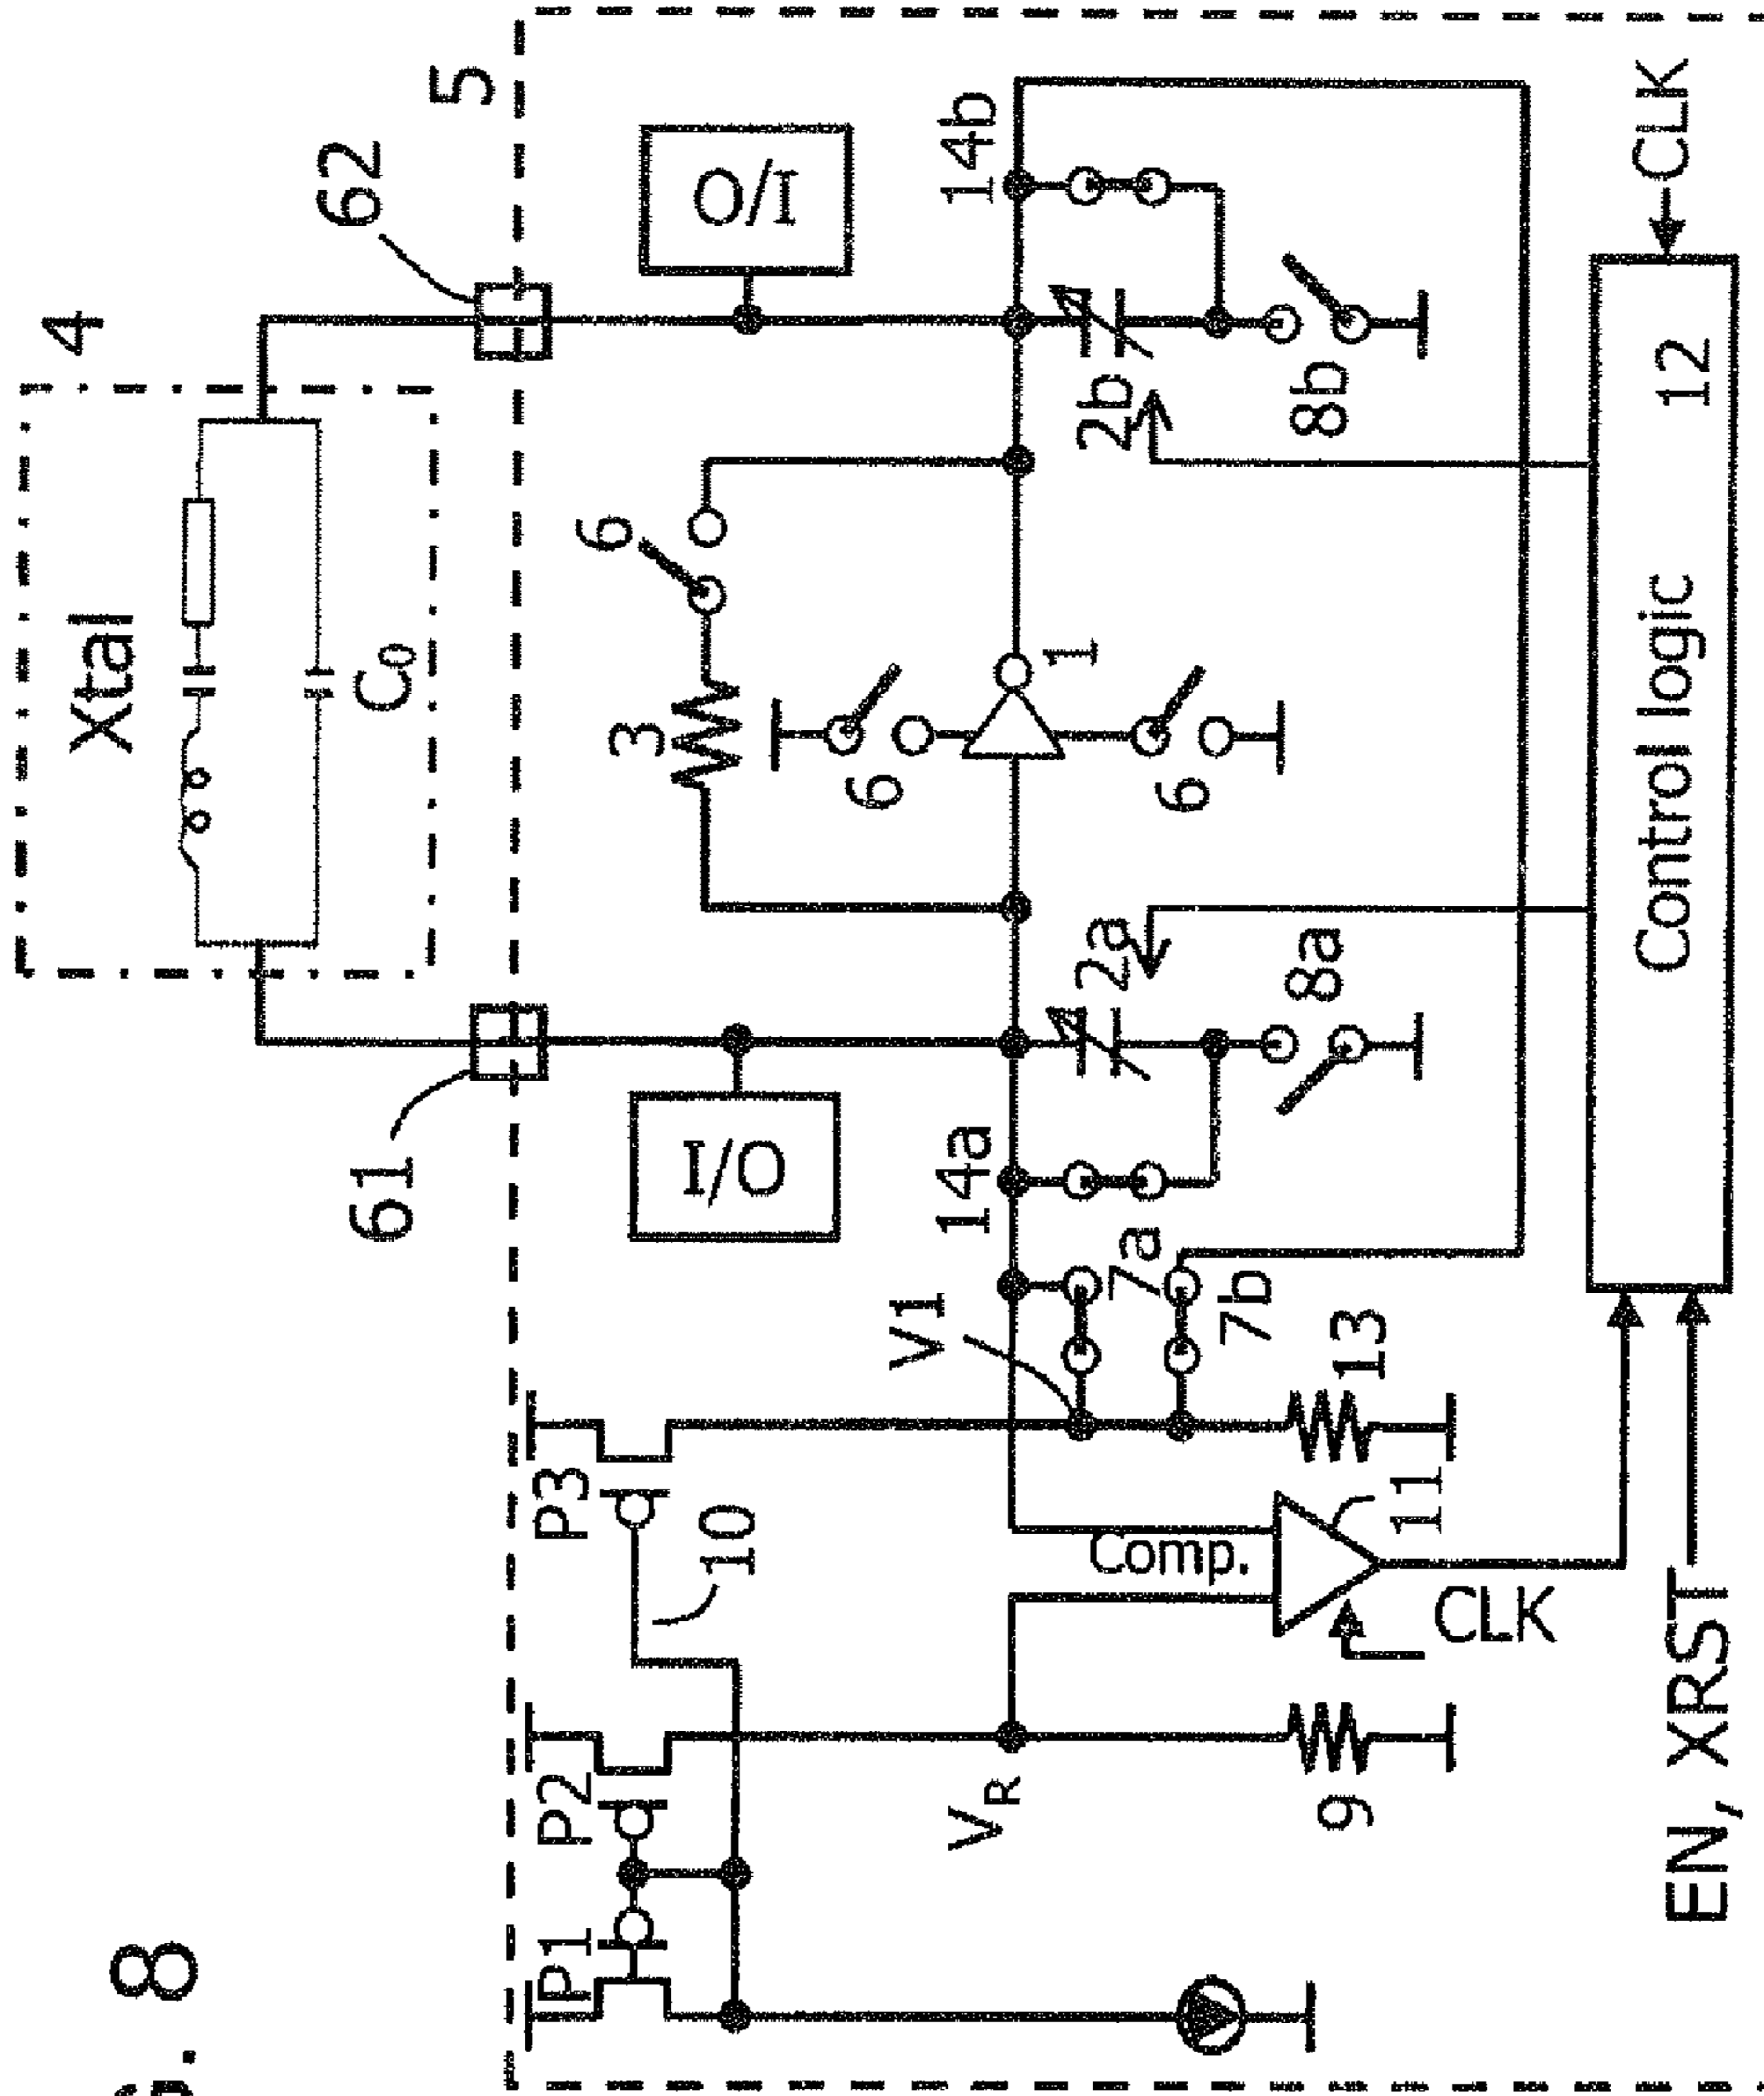 . 8
Xtal
4
C0
61
62
5
P1
P2
P3
6
3
I/O
O/I
10
6
V1
VR
14a
14b
1
2a
2b
Comp.
7a
6
7b
8a
8b
9
13
11
CLK
Control logic 12
CLK
EN, XRST